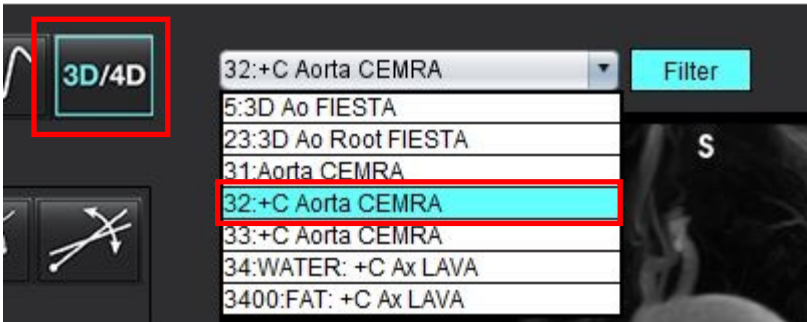 3D/4D
32:+C Aorta CEMRA
Filter
5:3D Ao FIESTA
23:3D Ao Root FIESTA
31:Aorta CEMRA
32:+C Aorta CEMRA
33:+C Aorta CEMRA
34:WATER: +C Ax LAVA
3400:FAT: +C Ax LAVA
S